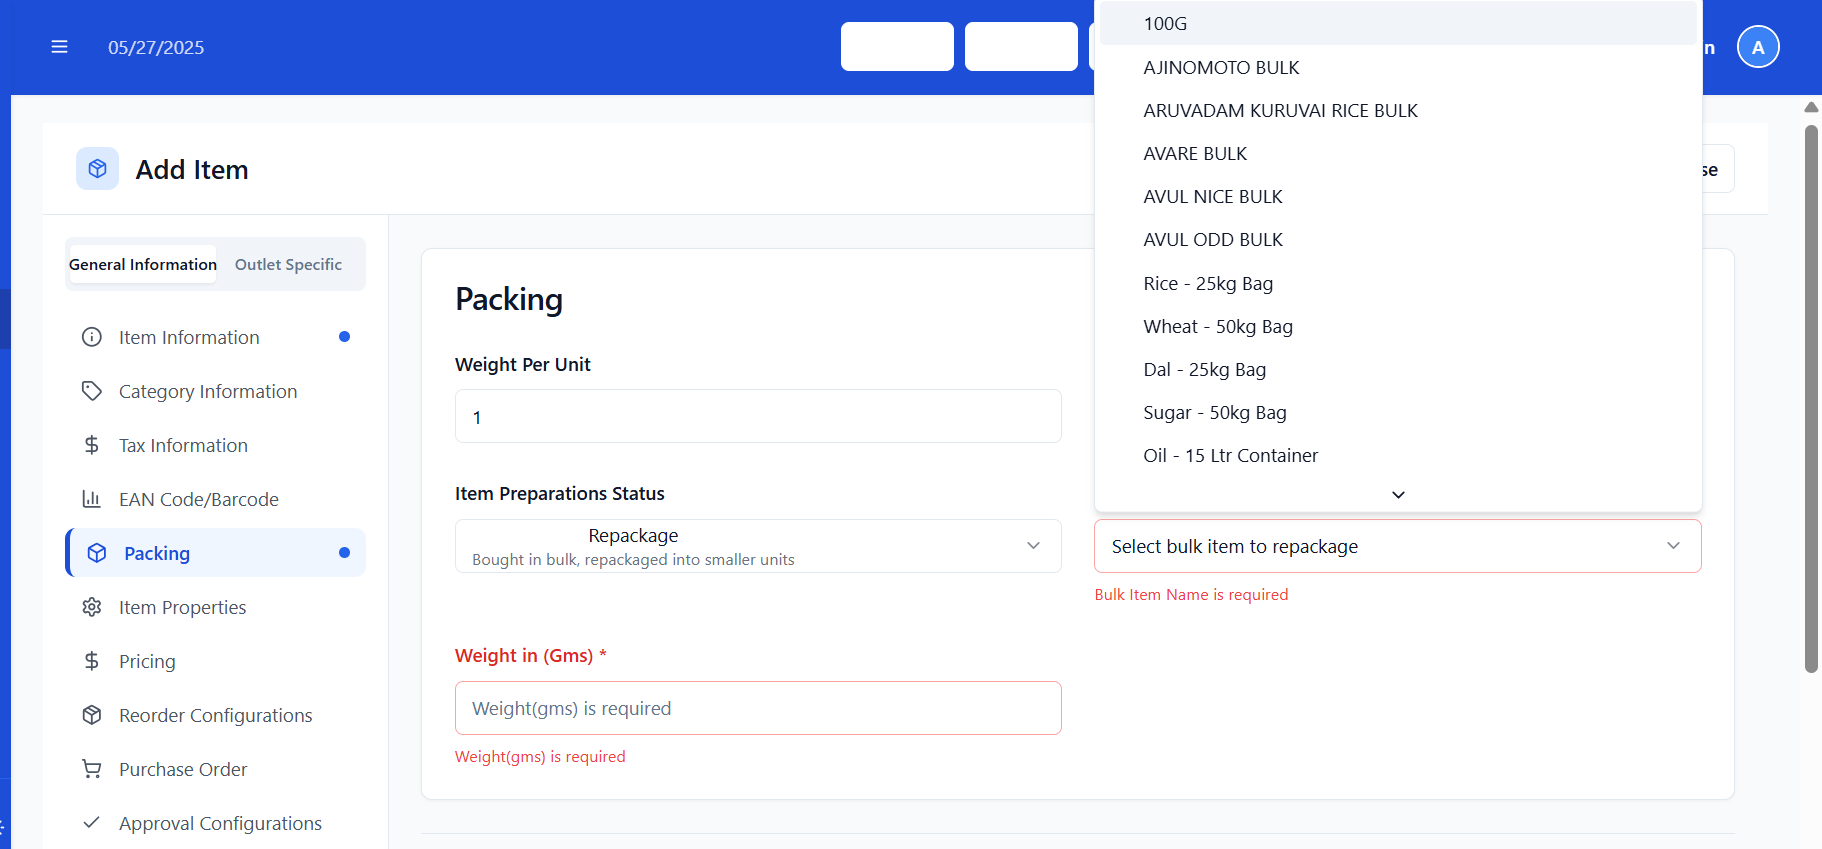 05/27/2025
A
Add Item
General Information
Outlet Specific
Item Information
Category Information
Tax Information
EAN Code/Barcode
Packing
Item Properties
Pricing
Reorder Configurations
Purchase Order
Approval Configurations
Packing
Weight Per Unit
1
Item Preparations Status
Repackage
Bought in bulk, repackaged into smaller units
100G
AJINOMOTO BULK
ARUVADAM KURUVAI RICE BULK
AVARE BULK
AVUL NICE BULK
AVUL ODD BULK
Rice - 25kg Bag
Wheat - 50kg Bag
Dal - 25kg Bag
Sugar - 50kg Bag
Oil - 15 Ltr Container
Select bulk item to repackage
Bulk Item Name is required
Weight in (Gms) *
Weight(gms) is required
Weight(gms) is required